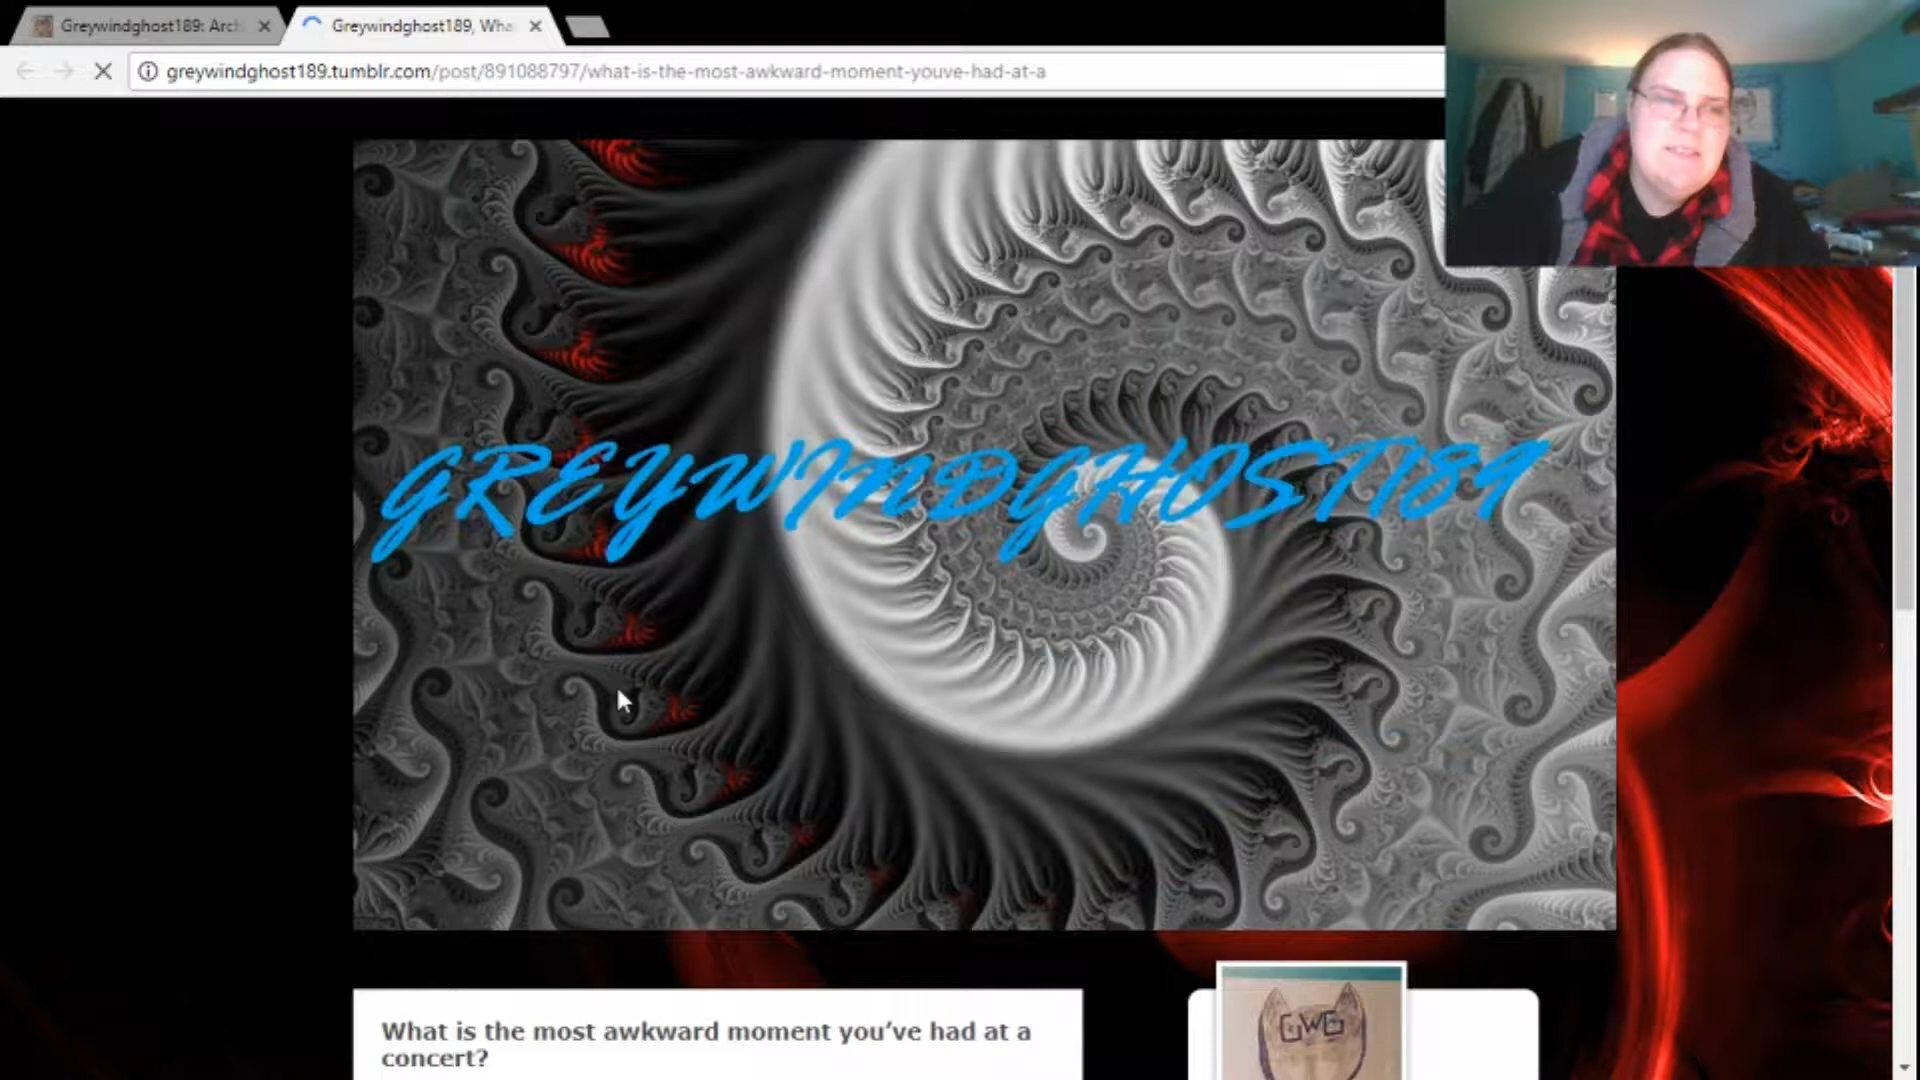 Greywindghost189: Arch
Greywindghost189, Wha
greywindghost189.tumblr.com/post/891088797/what-is-the-most-awkward-moment-youve-had-at-a
GREYWINDGHOST189
What is the most awkward moment you've had at a
concert?
GWG